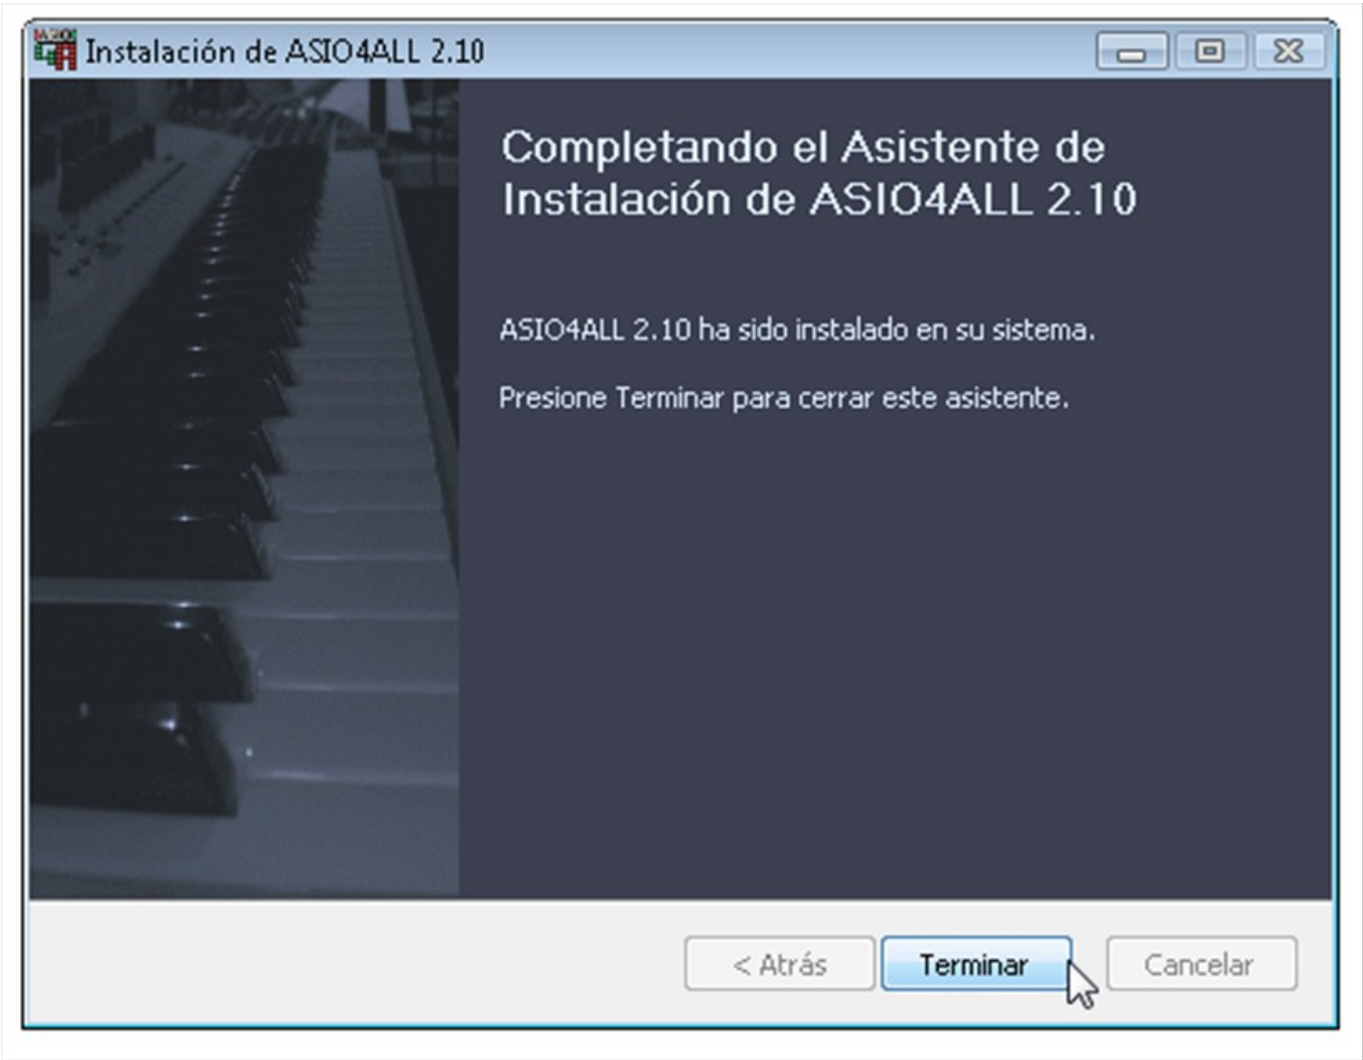 Instalación de ASIO4ALL 2.10
Completando el Asistente de
Instalación de ASIO4ALL 2.10
ASIO4ALL 2.10 ha sido instalado en su sistema.
Presione Terminar para cerrar este asistente.
< Atrás
Terminar
Cancelar